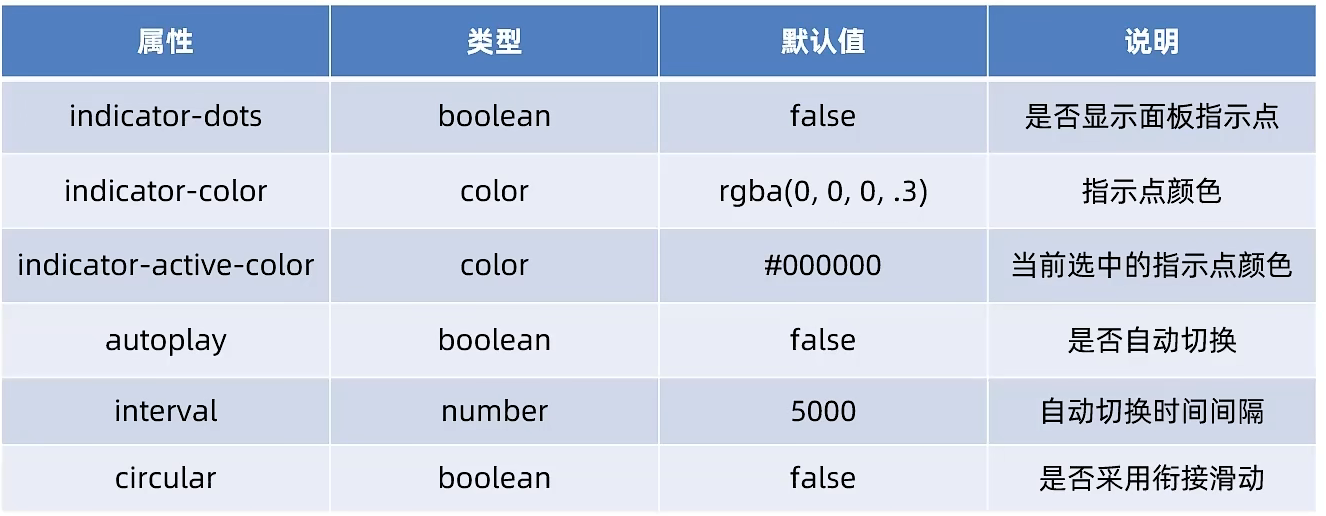 属性 类型 默认值 说明
indicator-dots boolean false 是否显示面板指示点
indicator-color color rgba(0, 0, 0, .3) 指示点颜色
indicator-active-color color #000000 当前选中的指示点颜色
autoplay boolean false 是否自动切换
interval number 5000 自动切换时间间隔
circular boolean false 是否采用衔接滑动